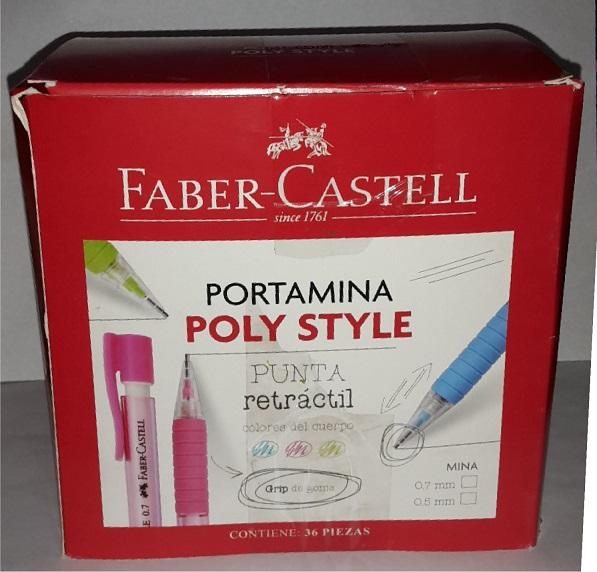 POLY STYLE
FABER-CASTELL
since 1761
PORTAMINA
POLY STYLE
PUNTA
retráctil
colores del cuerpo
Grip de goma
MINA
0.7 mm
0.5 mm
FABER-CASTELL
0.7
CONTIENE: 36 PIEZAS